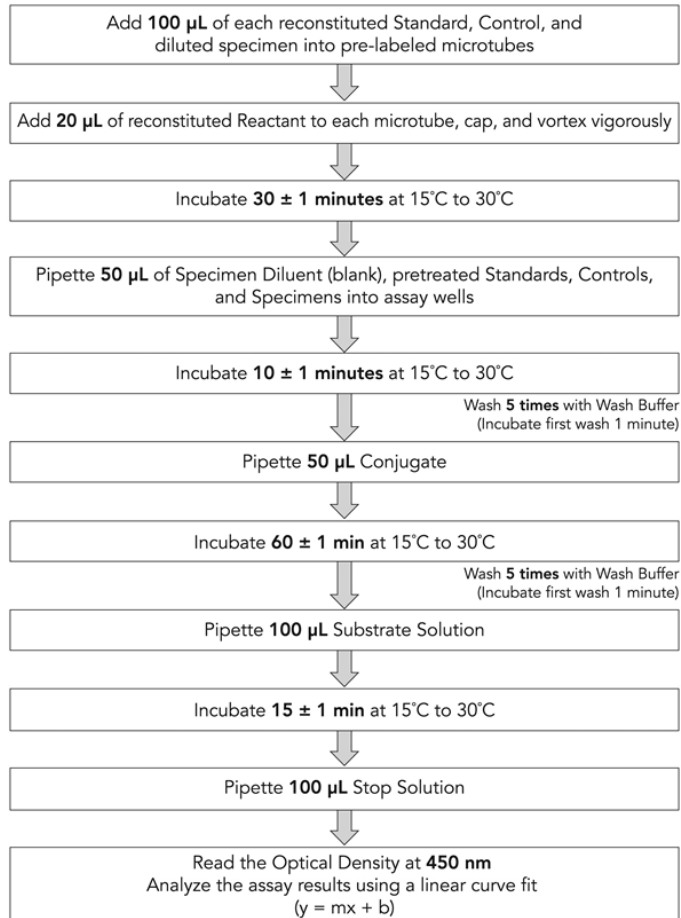 Add 100 µL of each reconstituted Standard, Control, and
diluted specimen into pre-labeled microtubes
Add 20 µL of reconstituted Reactant to each microtube, cap, and vortex vigorously
Incubate 30 ± 1 minutes at 15˚C to 30˚C
Pipette 50 µL of Specimen Diluent (blank), pretreated Standards, Controls,
and Specimens into assay wells
Incubate 10 ± 1 minutes at 15˚C to 30˚C
Wash 5 times with Wash Buffer
(Incubate first wash 1 minute)
Pipette 50 µL Conjugate
Incubate 60 ± 1 min at 15˚C to 30˚C
Wash 5 times with Wash Buffer
(Incubate first wash 1 minute)
Pipette 100 µL Substrate Solution
Incubate 15 ± 1 min at 15˚C to 30˚C
Pipette 100 µL Stop Solution
Read the Optical Density at 450 nm
Analyze the assay results using a linear curve fit
(y = mx + b)